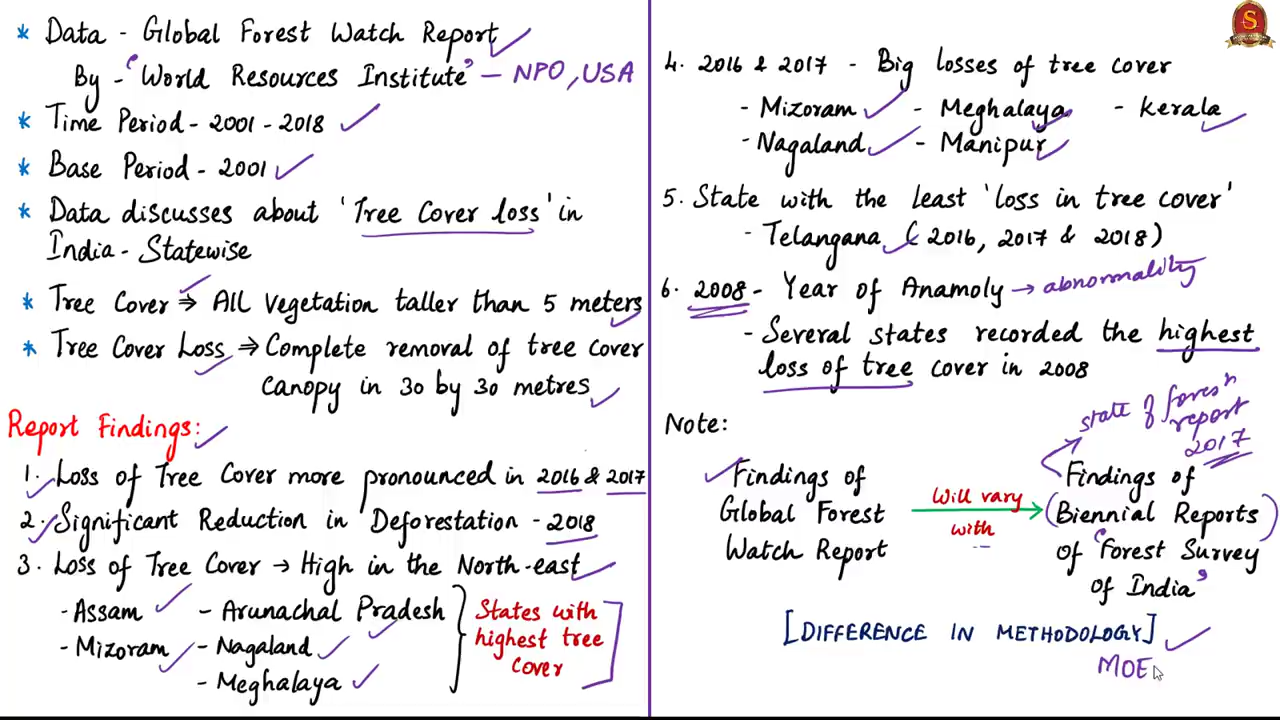 * Data - Global Forest Watch Report
By - 'World Resources Institute' - NPO, USA
* Time Period - 2001 - 2018
* Base Period - 2001
* Data discusses about 'Tree Cover loss' in
India - Statewise
* Tree Cover ⇒ All vegetation taller than 5 meters
* Tree Cover Loss ⇒ Complete removal of tree cover
canopy in 30 by 30 metres
Report Findings:
1. Loss of Tree Cover more pronounced in 2016 & 2017
2. Significant Reduction in Deforestation - 2018
3. Loss of Tree Cover → High in the North-east
- Assam - Arunachal Pradesh
- Mizoram - Nagaland
- Meghalaya
States with
highest tree
cover
S
4. 2016 & 2017 - Big losses of tree cover
- Mizoram - Meghalaya - Kerala
- Nagaland - Manipur
5. State with the least 'loss in tree cover'
- Telangana (2016, 2017 & 2018)
6. 2008 - Year of Anamoly → abnormality
- Several states recorded the highest
loss of tree cover in 2008
Note:
state of forest
report
2017
Findings of
Global Forest
Watch Report
Will vary
with
Findings of
(Biennial Reports)
of 'Forest Survey
of India'
[DIFFERENCE IN METHODOLOGY]
MOE